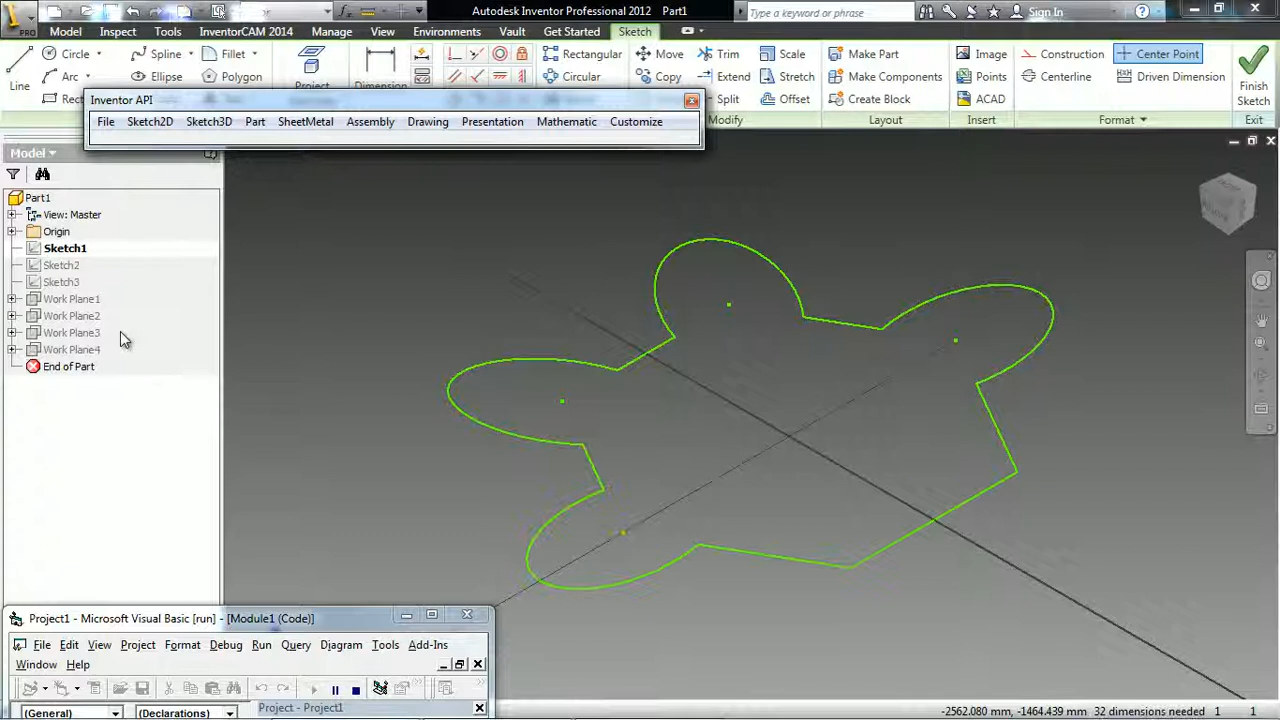 Autodesk Inventor Professional 2012 Part1
Type a keyword or phrase
Sign In
PRO
Model Inspect Tools InventorCAM 2014 Manage View Environments Vault Get Started Sketch
Line
Circle
Arc
Spline
Ellipse
Fillet
Polygon
Project
Dimension
Rectangular
Circular
Move
Copy
Trim
Extend
Split
Scale
Stretch
Offset
Modify
Make Part
Make Components
Create Block
Layout
Image
Points
ACAD
Insert
Construction
Centerline
Center Point
Driven Dimension
Format
Finish
Sketch
Exit
Inventor API
File Sketch2D Sketch3D Part SheetMetal Assembly Drawing Presentation Mathematic Customize
Model
Part1
View: Master
Origin
Sketch1
Sketch2
Sketch3
Work Plane1
Work Plane2
Work Plane3
Work Plane4
End of Part
Project1 - Microsoft Visual Basic [run] - [Module1 (Code)]
File Edit View Project Format Debug Run Query Diagram Tools Add-Ins
Window Help
(General)
(Declarations)
Project - Project1
-2562.080 mm, -1464.439 mm 32 dimensions needed 1 1